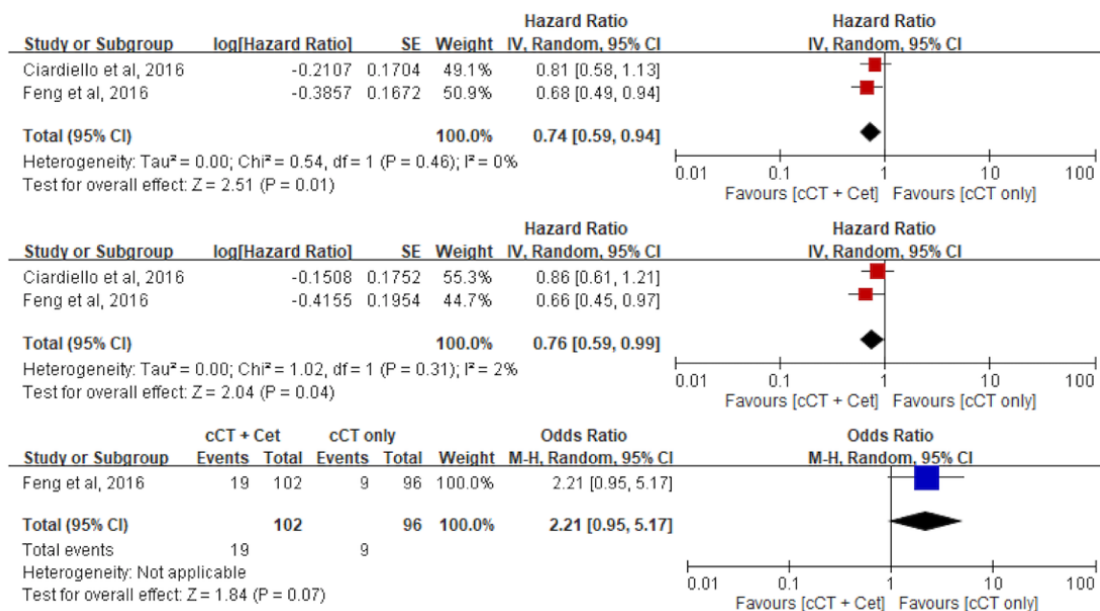 Hazard Ratio Hazard Ratio
Study or Subgroup log[Hazard Ratio] SE Weight IV, Random, 95% CI IV, Random, 95% CI
Ciardiello et al, 2016 -0.2107 0.1704 49.1% 0.81 [0.58, 1.13]
Feng et al, 2016 -0.3857 0.1672 50.9% 0.68 [0.49, 0.94]
Total (95% CI) 100.0% 0.74 [0.59, 0.94]
Heterogeneity: Tau² = 0.00; Chi² = 0.54, df = 1 (P = 0.46); I² = 0%
Test for overall effect: Z = 2.51 (P = 0.01)
0.01 0.1 1 10 100
Favours [cCT + Cet] Favours [cCT only]
Hazard Ratio Hazard Ratio
Study or Subgroup log[Hazard Ratio] SE Weight IV, Random, 95% CI IV, Random, 95% CI
Ciardiello et al, 2016 -0.1508 0.1752 55.3% 0.86 [0.61, 1.21]
Feng et al, 2016 -0.4155 0.1954 44.7% 0.66 [0.45, 0.97]
Total (95% CI) 100.0% 0.76 [0.59, 0.99]
Heterogeneity: Tau² = 0.00; Chi² = 1.02, df = 1 (P = 0.31); I² = 2%
Test for overall effect: Z = 2.04 (P = 0.04)
0.01 0.1 1 10 100
Favours [cCT + Cet] Favours [cCT only]
cCT + Cet cCT only Odds Ratio Odds Ratio
Study or Subgroup Events Total Events Total Weight M-H, Random, 95% CI M-H, Random, 95% CI
Feng et al, 2016 19 102 9 96 100.0% 2.21 [0.95, 5.17]
Total (95% CI) 102 96 100.0% 2.21 [0.95, 5.17]
Total events 19 9
Heterogeneity: Not applicable
Test for overall effect: Z = 1.84 (P = 0.07)
0.01 0.1 1 10 100
Favours [cCT + Cet] Favours [cCT only]